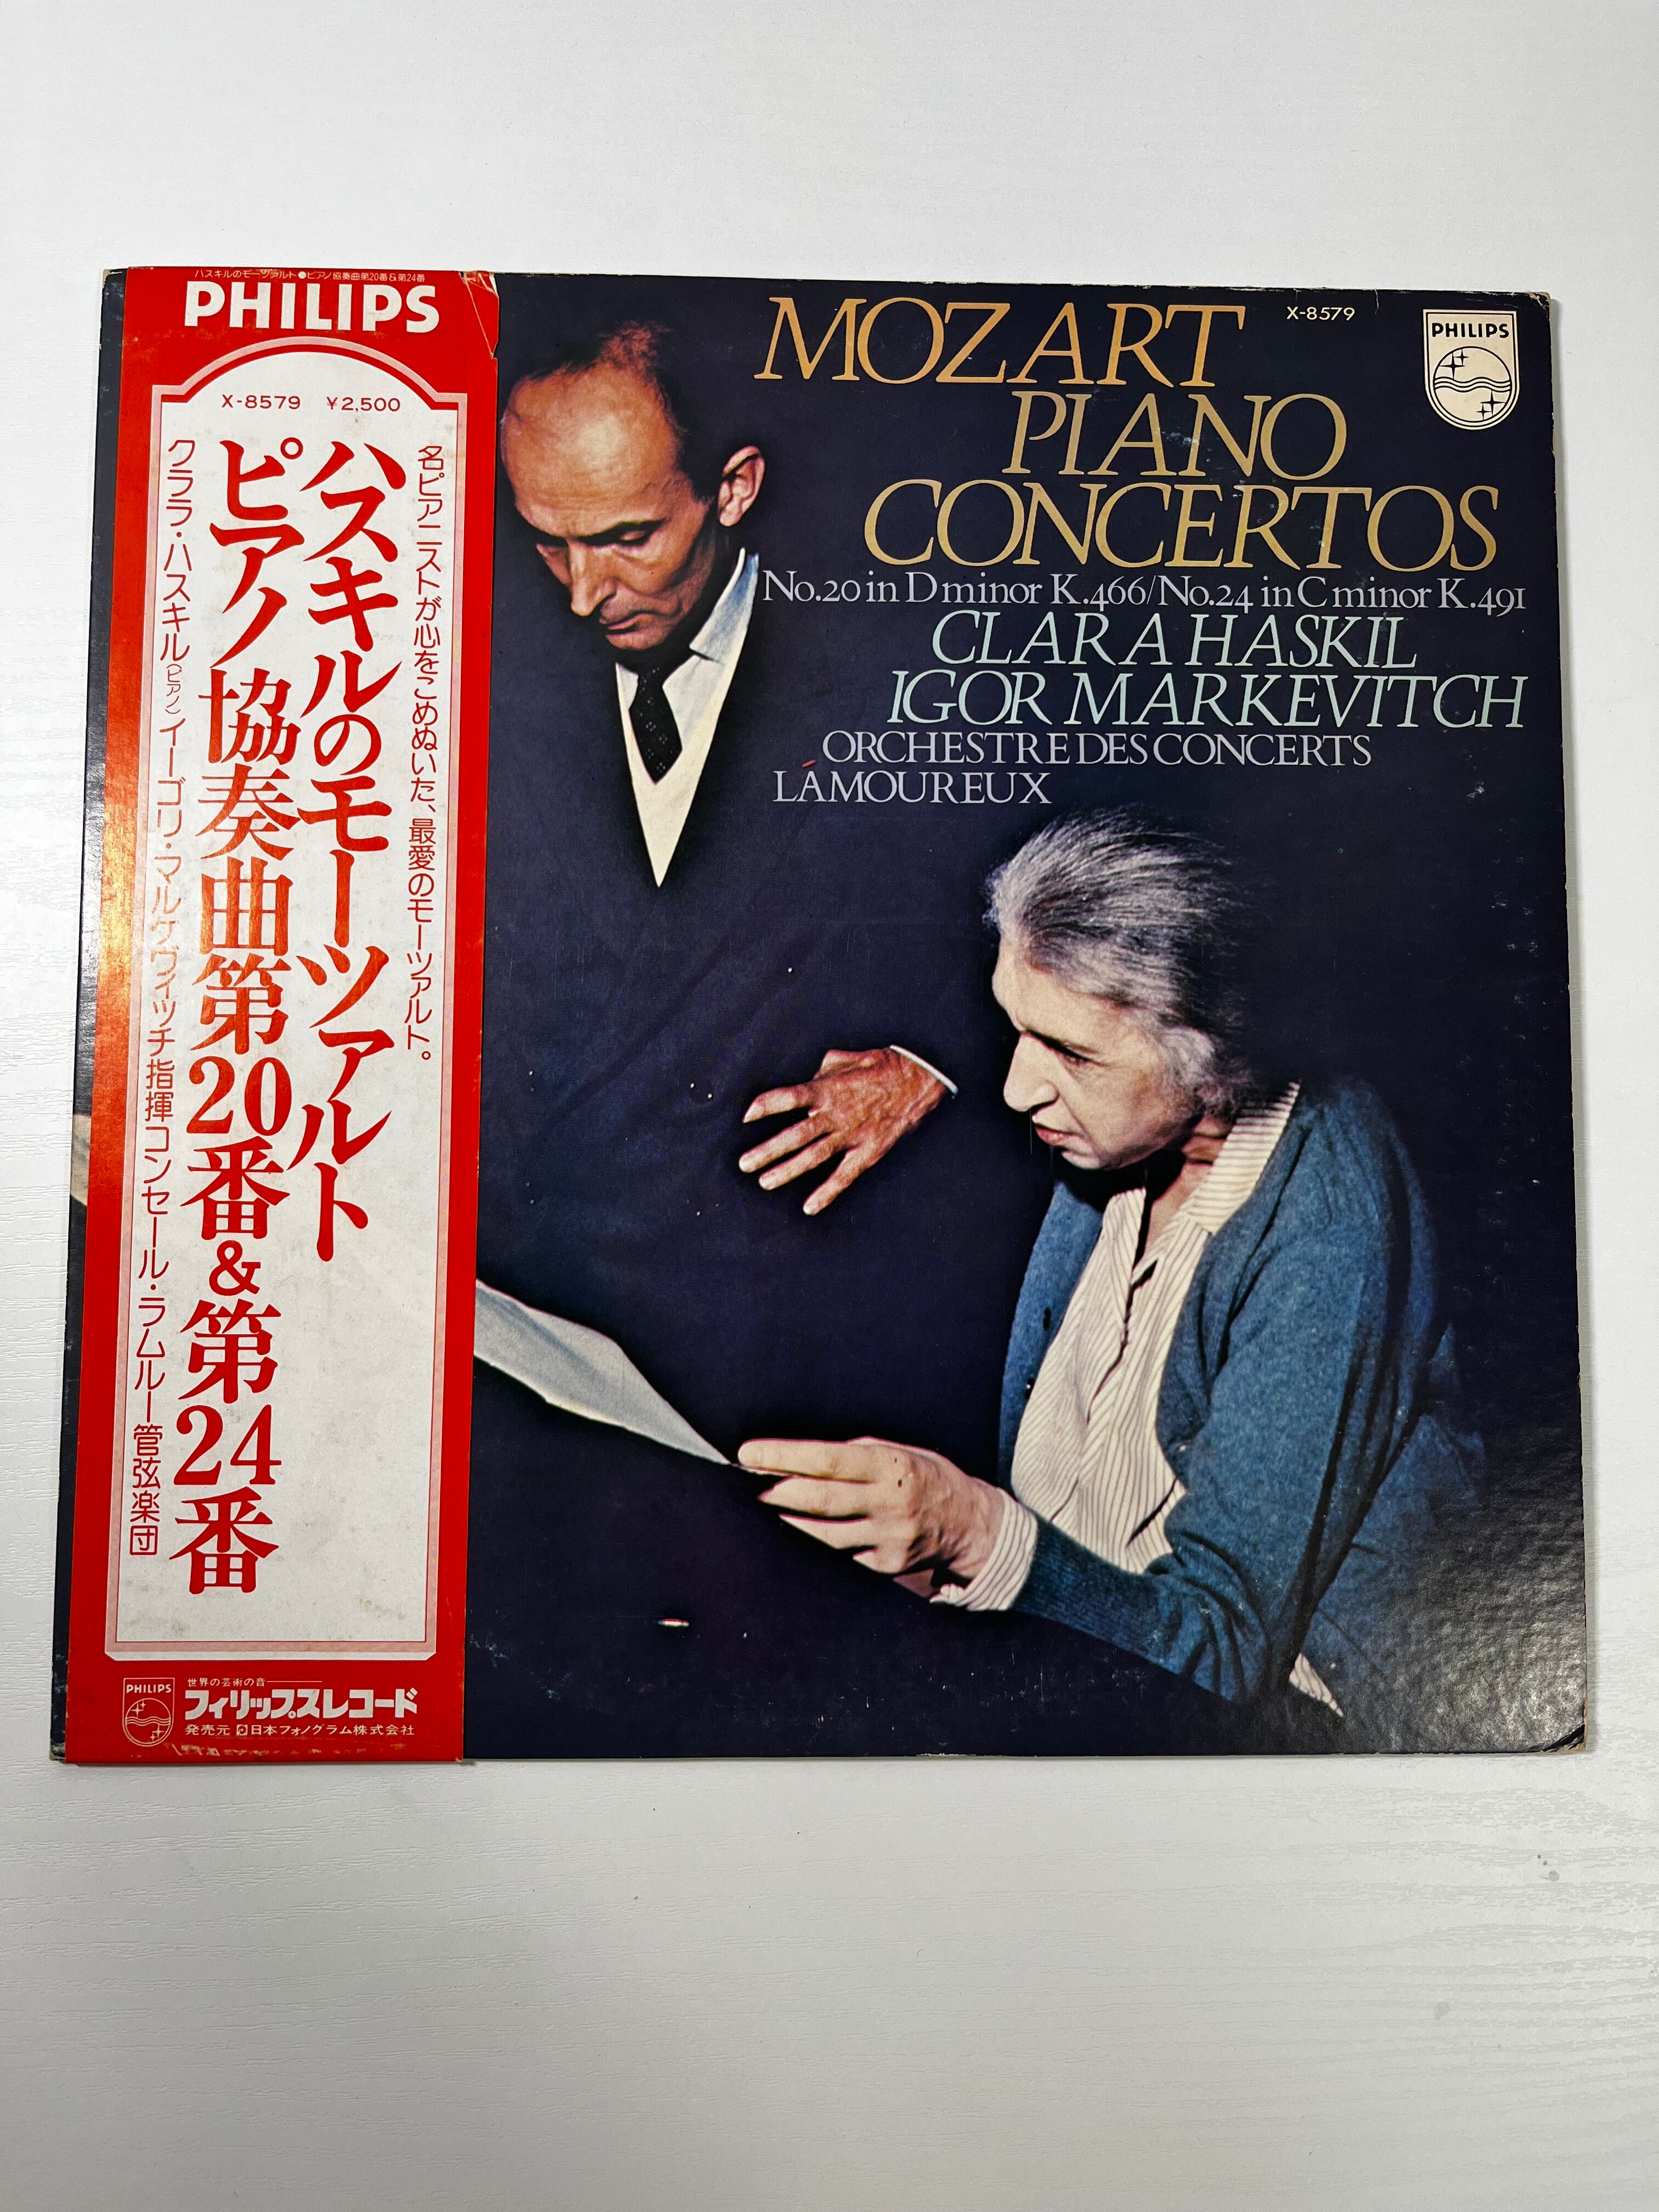 ハスキルのモーツァルト●ピアノ協奏曲第20番&第24番
PHILIPS
X-8579 ¥2,500
名ピアニストが心をこめぬいた、最愛のモーツァルト。
ハスキルのモーツァルト
ピアノ協奏曲第20番&第24番
クララ・ハスキル(ピアノ)イーゴリ・マルケヴィッチ指揮コンセール・ラムルー管弦楽団
PHILIPS
世界の芸術の音
フィリップスレコード
発売元 日本フォノグラム株式会社
MOZART
X-8579
PHILIPS
PIANO
CONCERTOS
No.20 in D minor K.466/No.24 in C minor K.491
CLARA HASKIL
IGOR MARKEVITCH
ORCHESTRE DES CONCERTS
LAMOUREUX